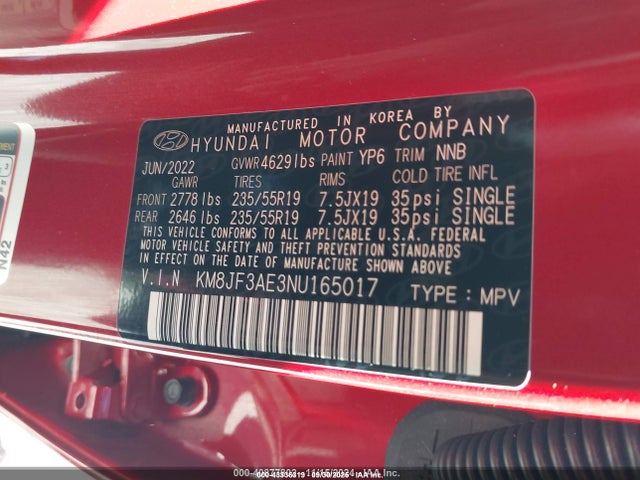 MANUFACTURED IN KOREA BY
HYUNDAI MOTOR COMPANY
JUN/2022 GVWR 4629 lbs PAINT YP6 TRIM NNB
GAWR TIRES RIMS COLD TIRE INFL
FRONT 2778 lbs 235/55R19 7.5JX19 35psi SINGLE
REAR 2646 lbs 235/55R19 7.5JX19 35psi SINGLE
THIS VEHICLE CONFORMS TO ALL APPLICABLE U.S. FEDERAL
MOTOR VEHICLE SAFETY AND THEFT PREVENTION STANDARDS
IN EFFECT ON THE DATE OF MANUFACTURE SHOWN ABOVE.
V.I.N KM8JF3AE3NU165017 TYPE : MPV
N42